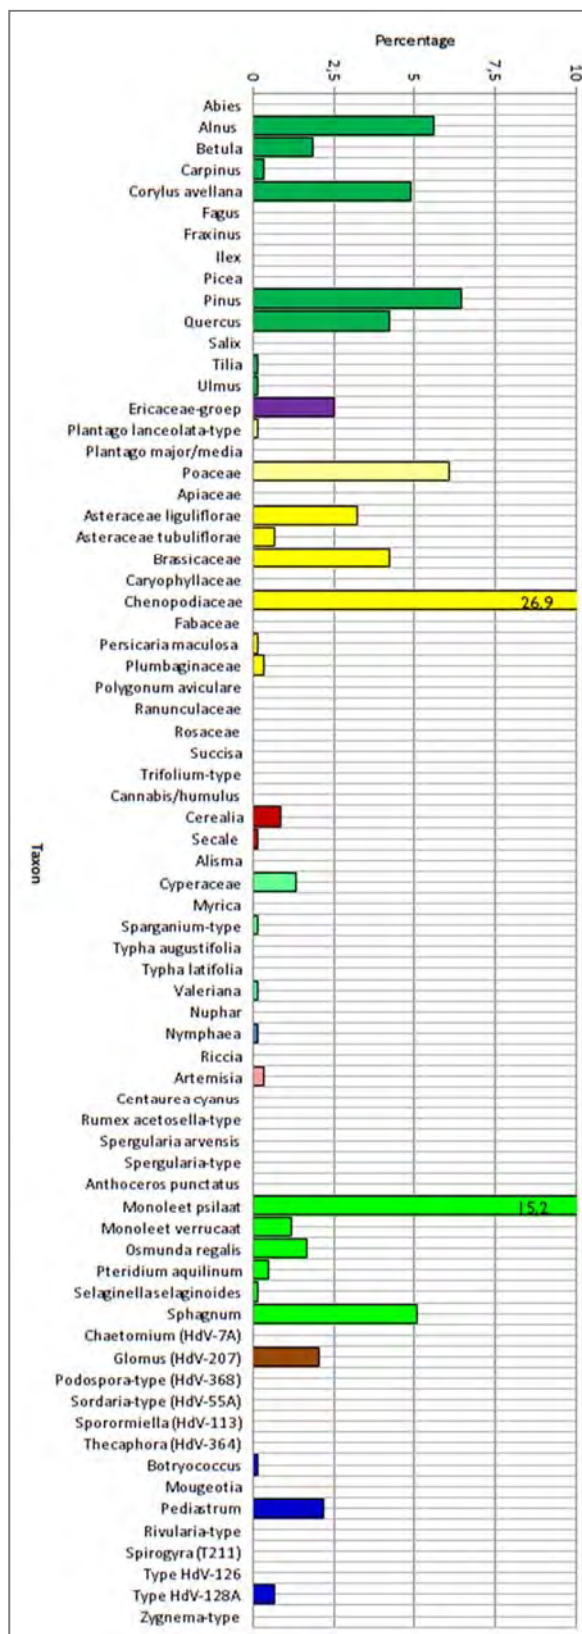 Percentage
0
2,5
5
7,5
10
Abies
Alnus
Betula
Carpinus
Corylus avellana
Fagus
Fraxinus
Ilex
Picea
Pinus
Quercus
Salix
Tilia
Ulmus
Ericaceae-groep
Plantago lanceolata-type
Plantago major/media
Poaceae
Apiaceae
Asteraceae liguliflorae
Asteraceae tubuliflorae
Brassicaceae
Caryophyllaceae
Chenopodiaceae
26,9
Fabaceae
Persicaria maculosa
Plumbaginaceae
Polygonum aviculare
Ranunculaceae
Rosaceae
Succisa
Trifolium-type
Cannabis/humulus
Cerealia
Secale
Taxon
Alisma
Cyperaceae
Myrica
Sparganium-type
Typha augustifolia
Typha latifolia
Valeriana
Nuphar
Nymphaea
Riccia
Artemisia
Centaurea cyanus
Rumex acetosella-type
Spergularia arvensis
Spergularia-type
Anthoceros punctatus
Monoleet psilaat
15,2
Monoleet verrucaat
Osmunda regalis
Pteridium aquilinum
Selaginella selaginoides
Sphagnum
Chaetomium (HdV-7A)
Glomus (HdV-207)
Podospora-type (HdV-368)
Sordaria-type (HdV-55A)
Sporormiella (HdV-113)
Thecaphora (HdV-364)
Botryococcus
Mougeotia
Pediastrum
Rivularia-type
Spirogyra (T211)
Type HdV-126
Type HdV-128A
Zygnema-type